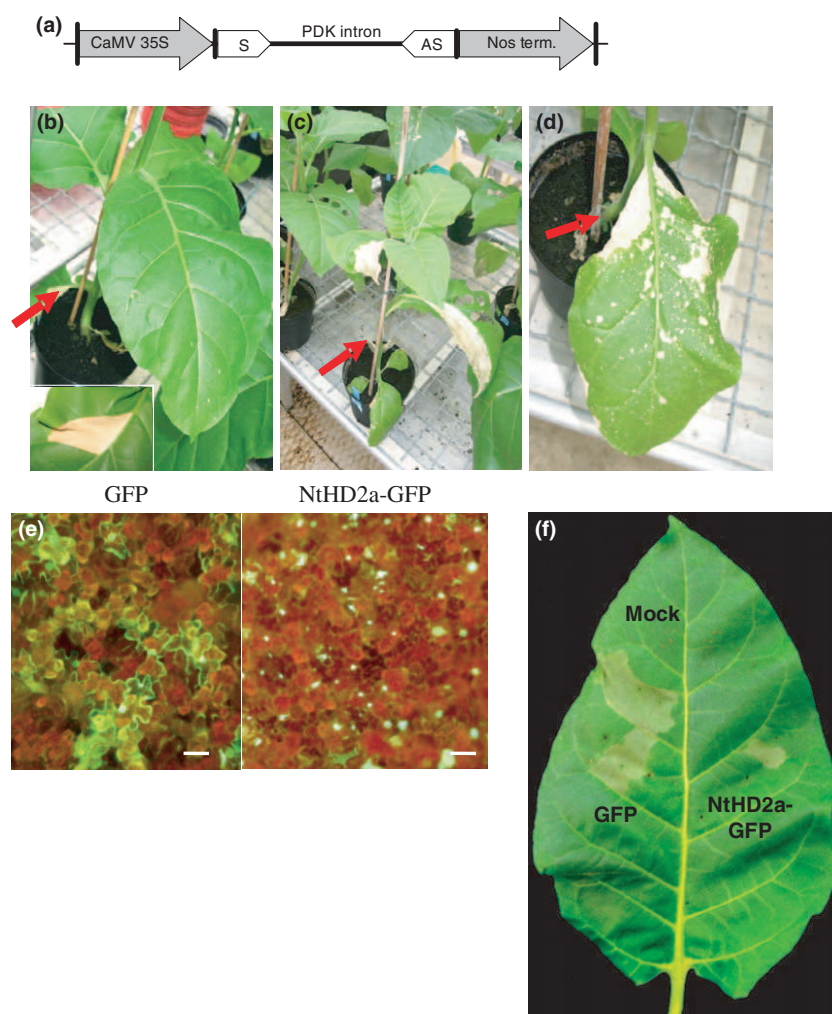 (a)
CaMV 35S
S
PDK intron
AS
Nos term.
(b)
(c)
(d)
GFP
NtHD2a-GFP
(e)
(f)
Mock
GFP
NtHD2a-
GFP